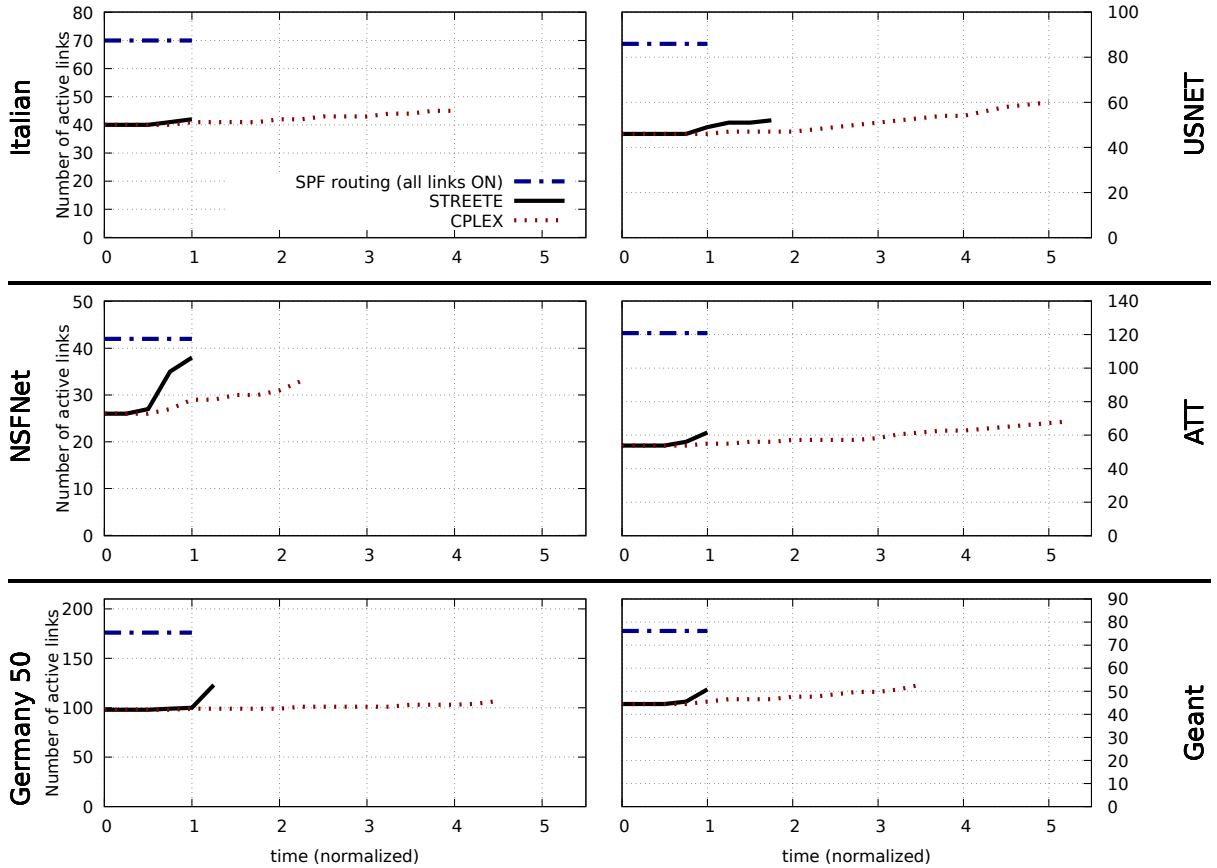 Italian
Number of active links
80
70
60
50
40
30
20
10
0
SPF routing (all links ON)
STREETE
CPLEX
0 1 2 3 4 5
100
80
60
40
20
0
0 1 2 3 4 5
USNET
NSFNet
Number of active links
50
40
30
20
10
0
0 1 2 3 4 5
140
120
100
80
60
40
20
0
0 1 2 3 4 5
ATT
Germany 50
Number of active links
200
150
100
50
0
0 1 2 3 4 5
time (normalized)
90
80
70
60
50
40
30
20
10
0
0 1 2 3 4 5
time (normalized)
Geant